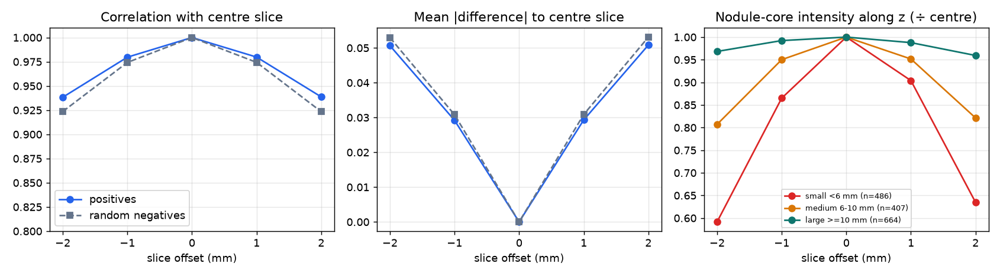 Correlation with centre slice
1.000
0.975
0.950
0.925
0.900
0.875
0.850
0.825
0.800
positives
random negatives
−2 −1 0 1 2
slice offset (mm)
Mean |difference| to centre slice
0.05
0.04
0.03
0.02
0.01
0.00
−2 −1 0 1 2
slice offset (mm)
Nodule-core intensity along z (÷ centre)
1.00
0.95
0.90
0.85
0.80
0.75
0.70
0.65
0.60
small <6 mm (n=486)
medium 6-10 mm (n=407)
large >=10 mm (n=664)
−2 −1 0 1 2
slice offset (mm)